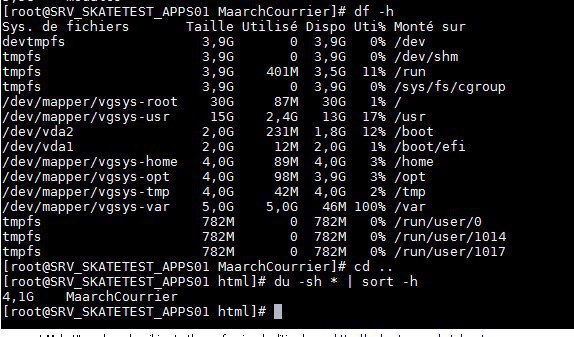 [root@SRV_SKATETEST_APPS01 MaarchCourrier]# df -h
Sys. de fichiers Taille Utilisé Dispo Uti% Monté sur
devtmpfs 3,9G 0 3,9G 0% /dev
tmpfs 3,9G 0 3,9G 0% /dev/shm
tmpfs 3,9G 401M 3,5G 11% /run
tmpfs 3,9G 0 3,9G 0% /sys/fs/cgroup
/dev/mapper/vgsys-root 30G 87M 30G 1% /
/dev/mapper/vgsys-usr 15G 2,4G 13G 17% /usr
/dev/vda2 2,0G 231M 1,8G 12% /boot
/dev/vda1 2,0G 12M 2,0G 1% /boot/efi
/dev/mapper/vgsys-home 4,0G 89M 4,0G 3% /home
/dev/mapper/vgsys-opt 4,0G 98M 3,9G 3% /opt
/dev/mapper/vgsys-tmp 4,0G 42M 4,0G 2% /tmp
/dev/mapper/vgsys-var 5,0G 5,0G 46M 100% /var
tmpfs 782M 0 782M 0% /run/user/0
tmpfs 782M 0 782M 0% /run/user/1014
tmpfs 782M 0 782M 0% /run/user/1017
[root@SRV_SKATETEST_APPS01 MaarchCourrier]# cd ..
[root@SRV_SKATETEST_APPS01 html]# du -sh * | sort -h
4,1G MaarchCourrier
[root@SRV_SKATETEST_APPS01 html]#